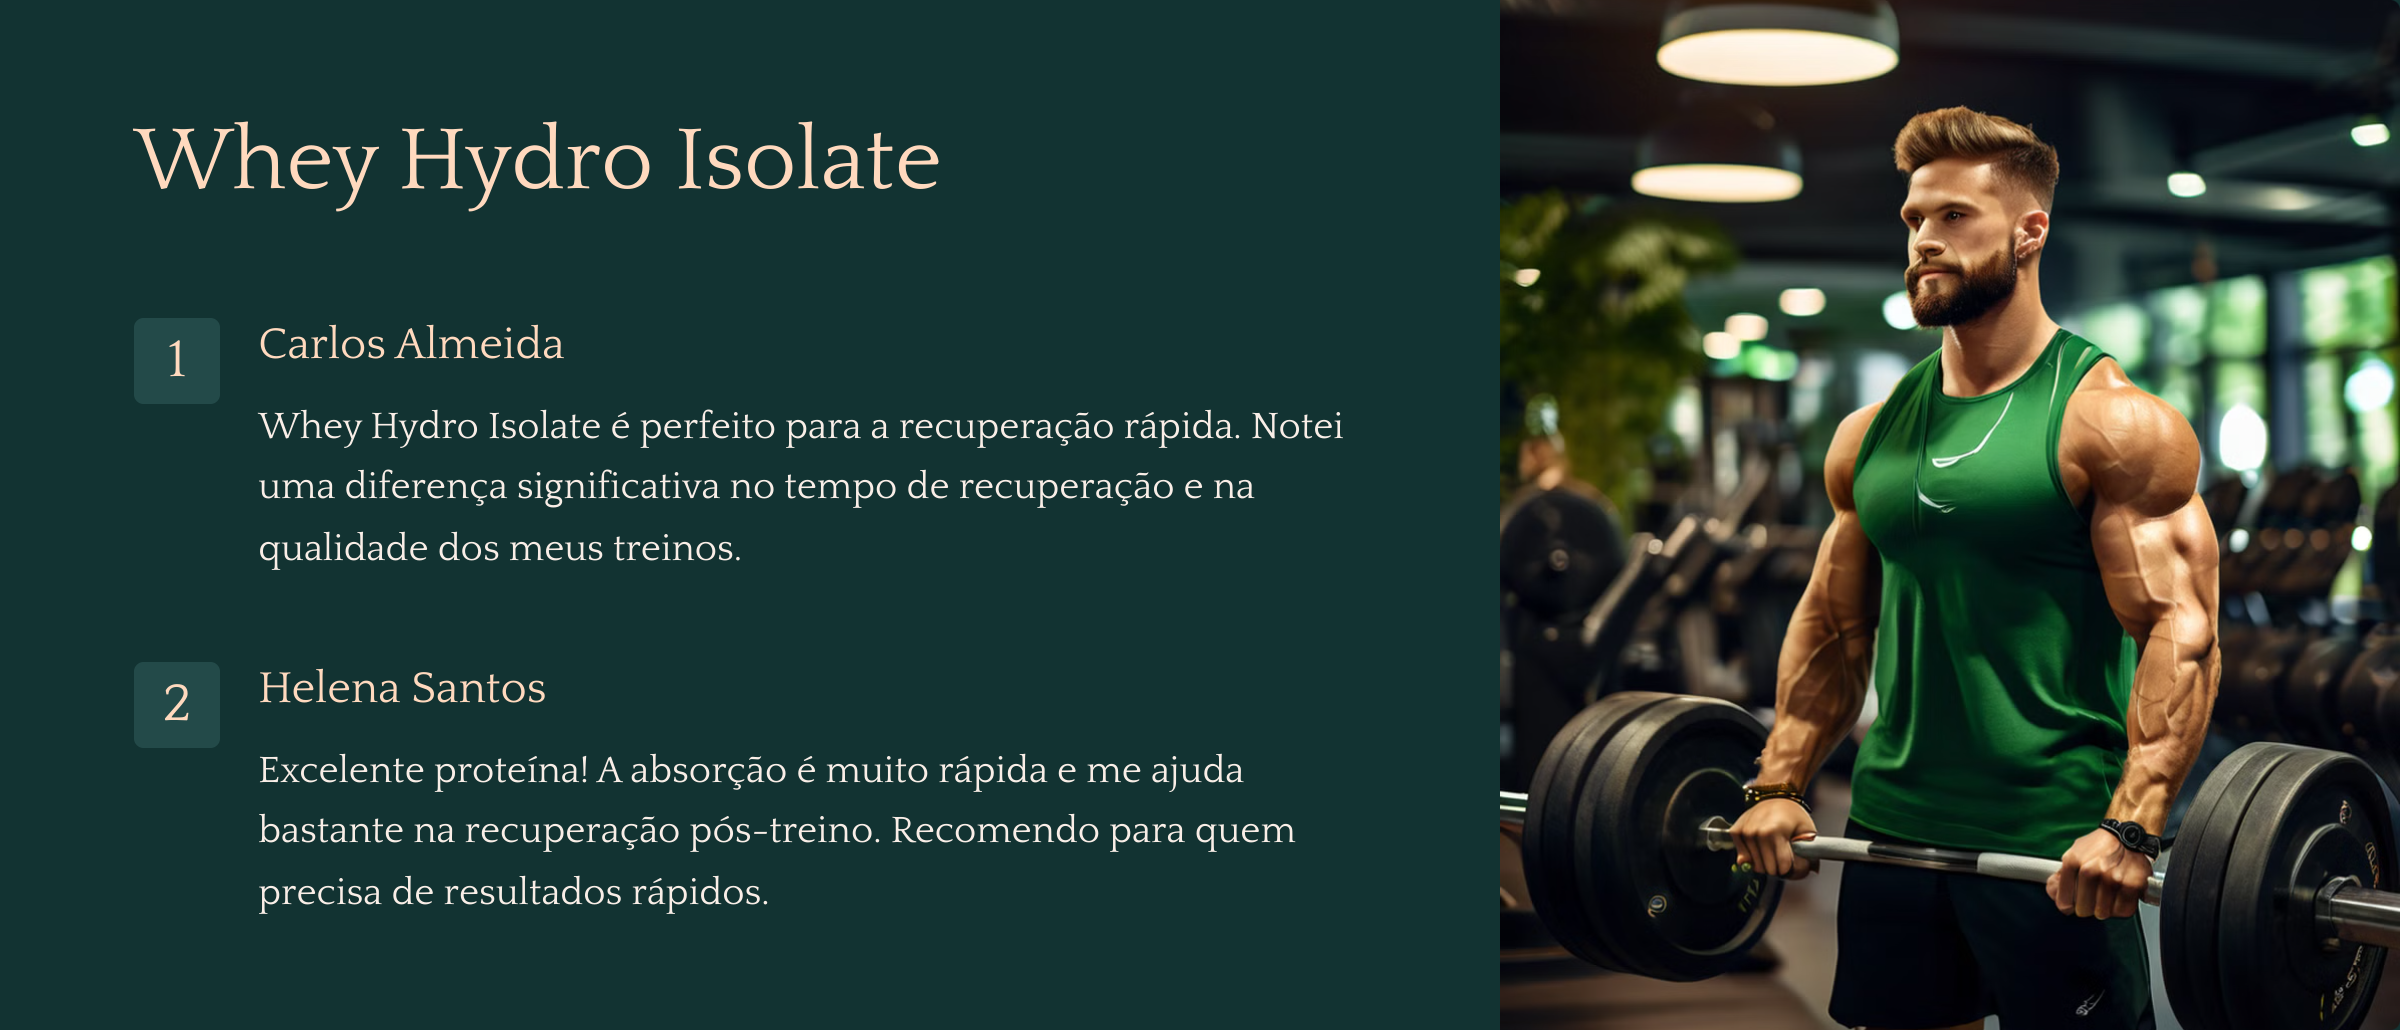 Whey Hydro Isolate
1
Carlos Almeida
Whey Hydro Isolate é perfeito para a recuperação rápida. Notei
uma diferença significativa no tempo de recuperação e na
qualidade dos meus treinos.
2
Helena Santos
Excelente proteína! A absorção é muito rápida e me ajuda
bastante na recuperação pós-treino. Recomendo para quem
precisa de resultados rápidos.